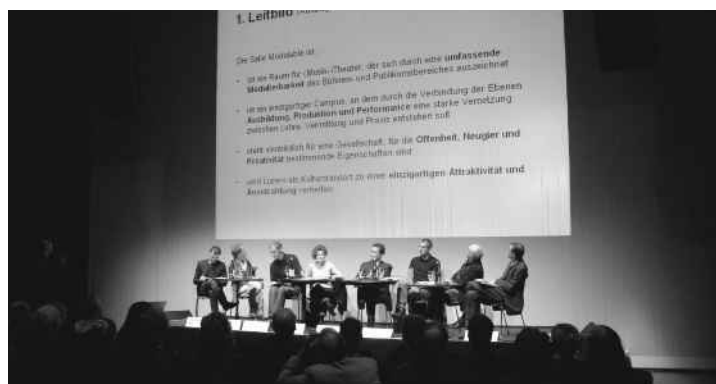 1. Leitbild
Die Salle Modulable ist:
- ist ein Raum für (Musik-)Theater, der sich durch eine umfassende
Modulierbarkeit des Bühnen- und Publikumsbereiches auszeichnet
- ist ein einzigartiger Campus, an dem durch die Verbindung der Ebenen
Ausbildung, Produktion und Performance eine starke Vernetzung
zwischen Lehre, Vermittlung und Praxis entstehen soll
- steht für eine Gesellschaft, für die Offenheit, Neugier und
Kreativität bestimmende Eigenschaften sind
- wird Luzern als Kulturstandort zu einer einzigartigen Attraktivität und
Ausstrahlung verhelfen